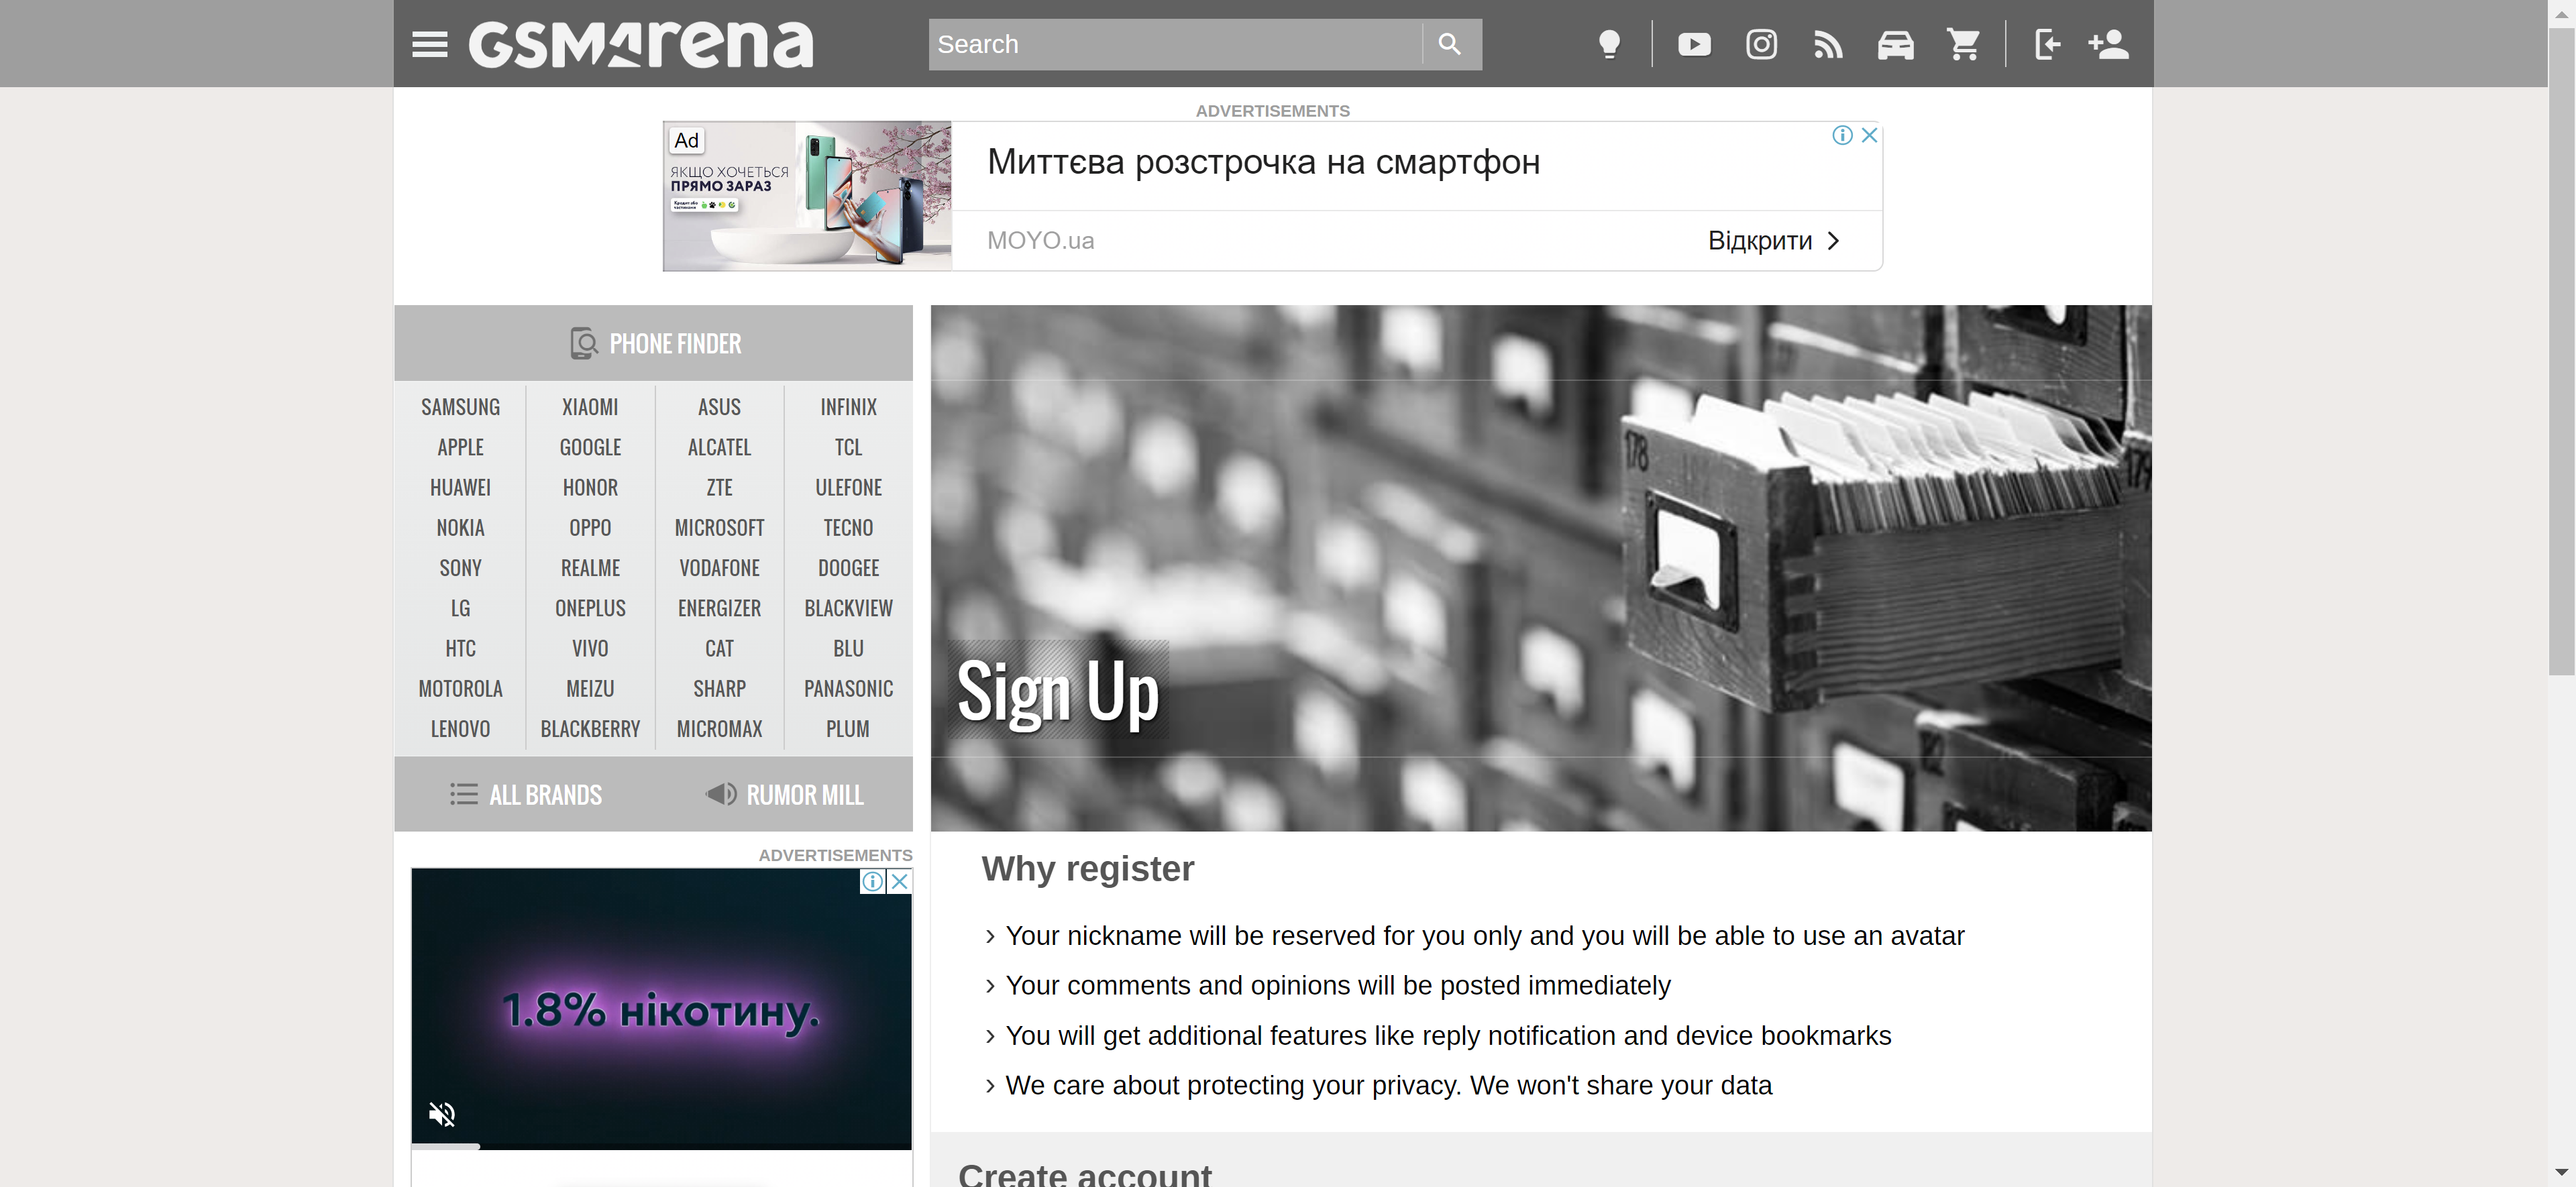 GSMArena
Search
ADVERTISEMENTS
Ad
ЯКЩО ХОЧЕТЬСЯ
ПРЯМО ЗАРАЗ
Миттєва розстрочка на смартфон
MOYO.ua
Відкрити
PHONE FINDER
SAMSUNG XIAOMI ASUS INFINIX
APPLE GOOGLE ALCATEL TCL
HUAWEI HONOR ZTE ULEFONE
NOKIA OPPO MICROSOFT TECNO
SONY REALME VODAFONE DOOGEE
LG ONEPLUS ENERGIZER BLACKVIEW
HTC VIVO CAT BLU
MOTOROLA MEIZU SHARP PANASONIC
LENOVO BLACKBERRY MICROMAX PLUM
ALL BRANDS RUMOR MILL
178
Sign Up
ADVERTISEMENTS
1.8% нікотину.
Why register
Your nickname will be reserved for you only and you will be able to use an avatar
Your comments and opinions will be posted immediately
You will get additional features like reply notification and device bookmarks
We care about protecting your privacy. We won't share your data
Create account